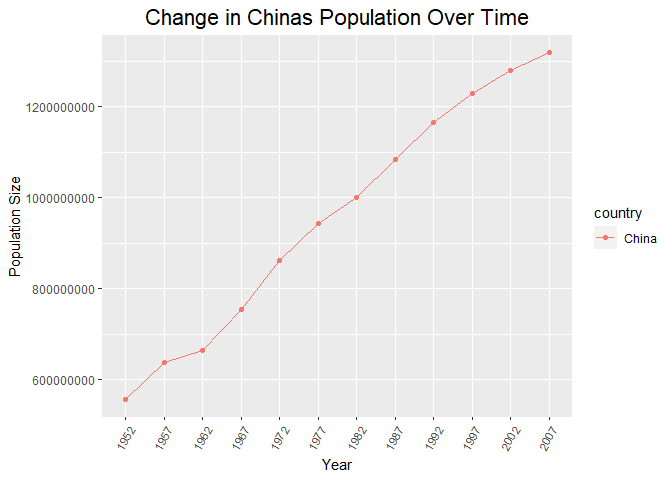 Change in Chinas Population Over Time
Population Size
1200000000
1000000000
800000000
600000000
1952 1957 1962 1967 1972 1977 1982 1987 1992 1997 2002 2007
Year
country
China